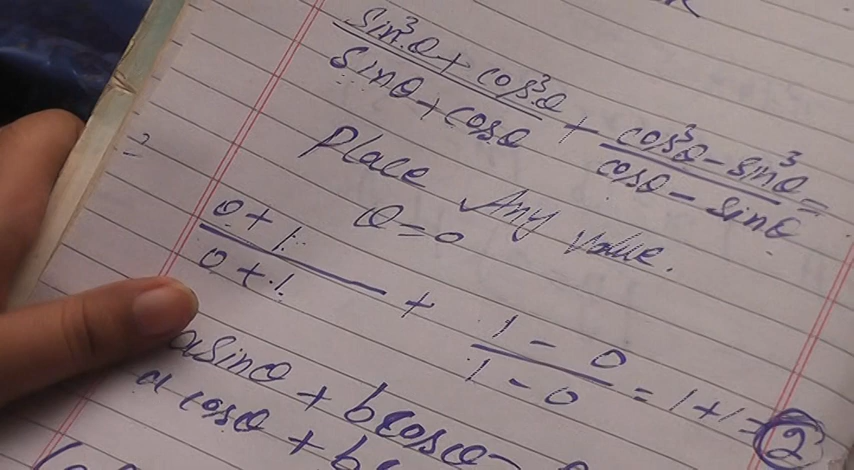 sin³θ + cos³θ / sinθ + cosθ + cos³θ - sin³θ / cosθ - sinθ =
Place Any value.
θ = 0
0 + 1 / 0 + 1 + 1 - 0 / 1 - 0 = 1 + 1 = 2
a sinθ + b cosθ =
a cosθ + b